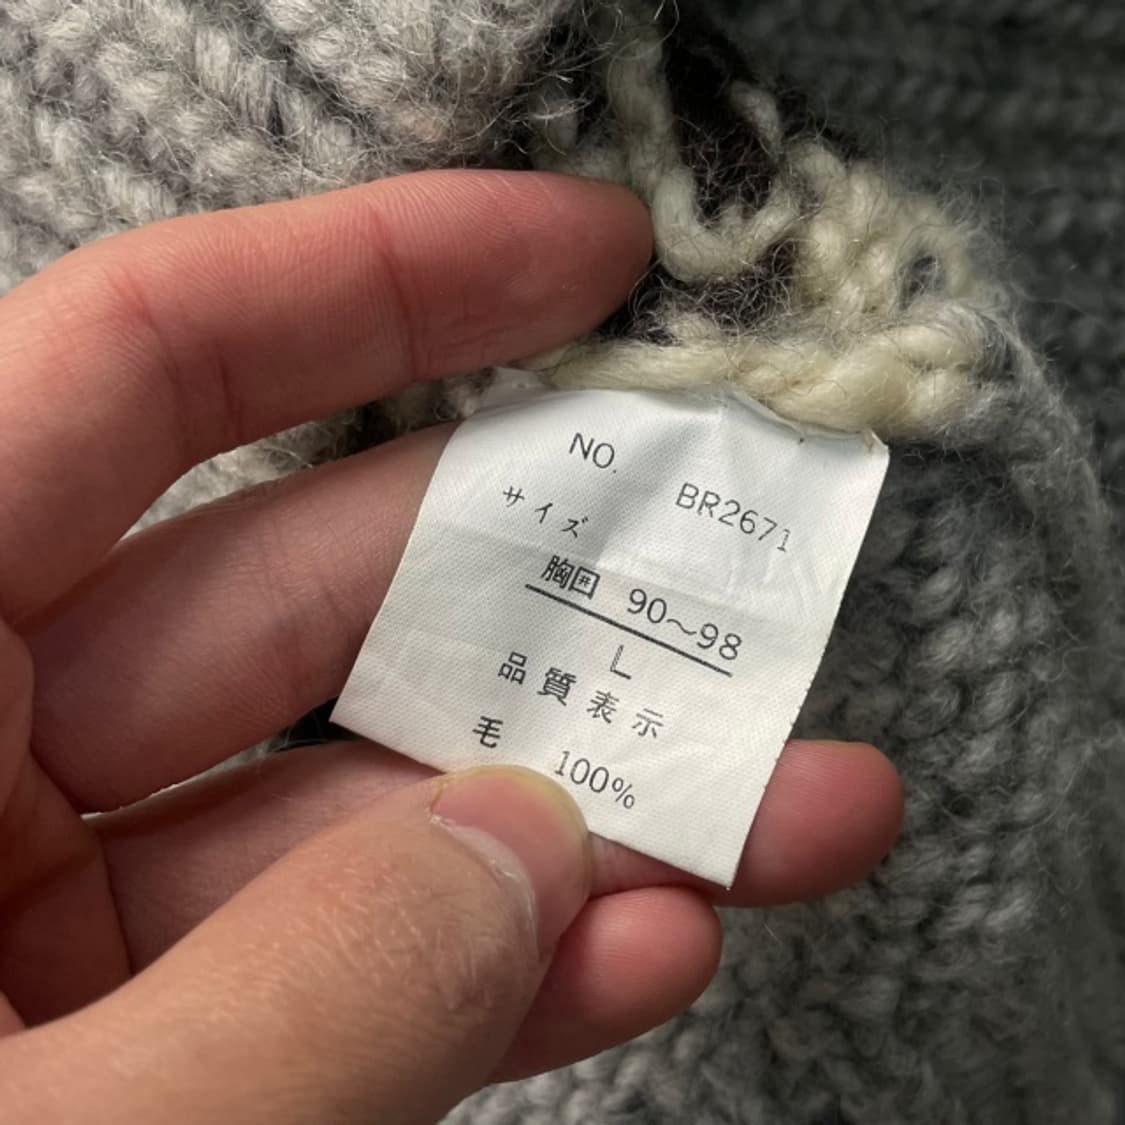 NO. BR2671
サイズ
胸囲 90～98
L
品質表示
毛 100%